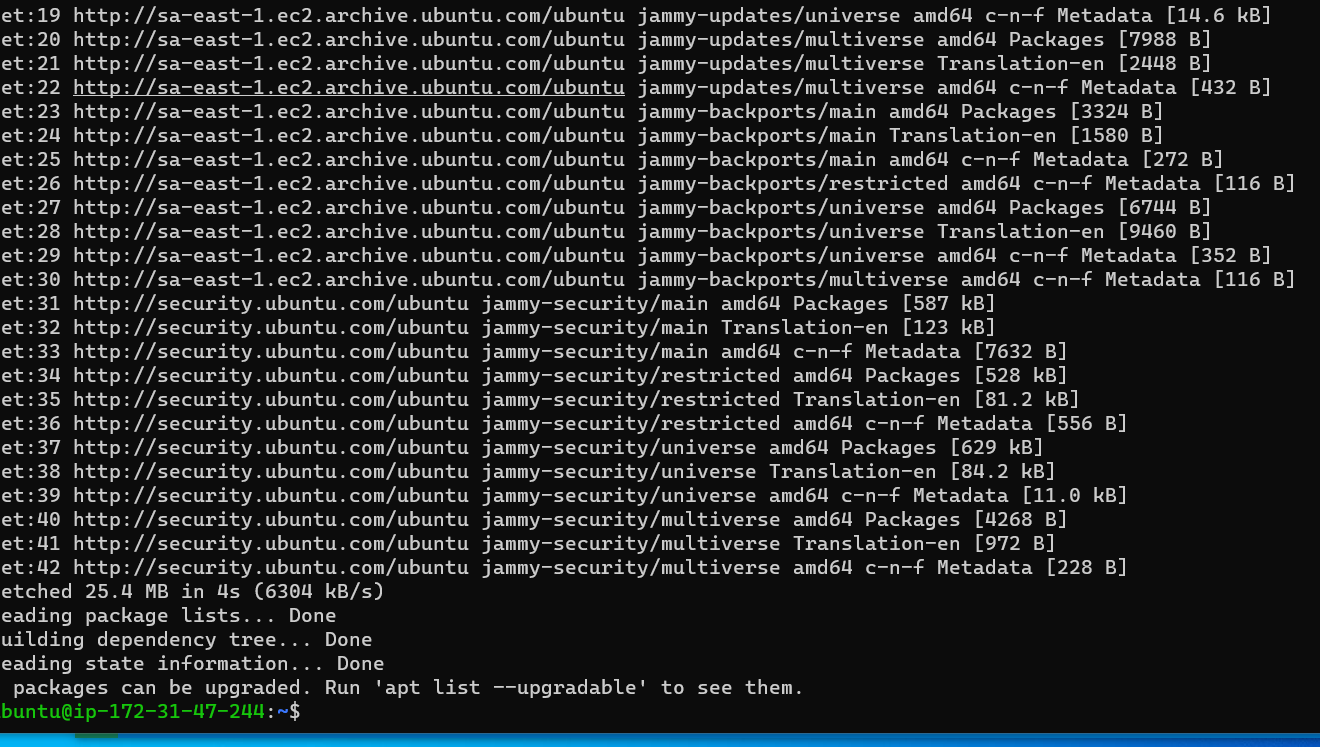 et:19 http://sa-east-1.ec2.archive.ubuntu.com/ubuntu jammy-updates/universe amd64 c-n-f Metadata [14.6 kB]
et:20 http://sa-east-1.ec2.archive.ubuntu.com/ubuntu jammy-updates/multiverse amd64 Packages [7988 B]
et:21 http://sa-east-1.ec2.archive.ubuntu.com/ubuntu jammy-updates/multiverse Translation-en [2448 B]
et:22 http://sa-east-1.ec2.archive.ubuntu.com/ubuntu jammy-updates/multiverse amd64 c-n-f Metadata [432 B]
et:23 http://sa-east-1.ec2.archive.ubuntu.com/ubuntu jammy-backports/main amd64 Packages [3324 B]
et:24 http://sa-east-1.ec2.archive.ubuntu.com/ubuntu jammy-backports/main Translation-en [1580 B]
et:25 http://sa-east-1.ec2.archive.ubuntu.com/ubuntu jammy-backports/main amd64 c-n-f Metadata [272 B]
et:26 http://sa-east-1.ec2.archive.ubuntu.com/ubuntu jammy-backports/restricted amd64 c-n-f Metadata [116 B]
et:27 http://sa-east-1.ec2.archive.ubuntu.com/ubuntu jammy-backports/universe amd64 Packages [6744 B]
et:28 http://sa-east-1.ec2.archive.ubuntu.com/ubuntu jammy-backports/universe Translation-en [9460 B]
et:29 http://sa-east-1.ec2.archive.ubuntu.com/ubuntu jammy-backports/universe amd64 c-n-f Metadata [352 B]
et:30 http://sa-east-1.ec2.archive.ubuntu.com/ubuntu jammy-backports/multiverse amd64 c-n-f Metadata [116 B]
et:31 http://security.ubuntu.com/ubuntu jammy-security/main amd64 Packages [587 kB]
et:32 http://security.ubuntu.com/ubuntu jammy-security/main Translation-en [123 kB]
et:33 http://security.ubuntu.com/ubuntu jammy-security/main amd64 c-n-f Metadata [7632 B]
et:34 http://security.ubuntu.com/ubuntu jammy-security/restricted amd64 Packages [528 kB]
et:35 http://security.ubuntu.com/ubuntu jammy-security/restricted Translation-en [81.2 kB]
et:36 http://security.ubuntu.com/ubuntu jammy-security/restricted amd64 c-n-f Metadata [556 B]
et:37 http://security.ubuntu.com/ubuntu jammy-security/universe amd64 Packages [629 kB]
et:38 http://security.ubuntu.com/ubuntu jammy-security/universe Translation-en [84.2 kB]
et:39 http://security.ubuntu.com/ubuntu jammy-security/universe amd64 c-n-f Metadata [11.0 kB]
et:40 http://security.ubuntu.com/ubuntu jammy-security/multiverse amd64 Packages [4268 B]
et:41 http://security.ubuntu.com/ubuntu jammy-security/multiverse Translation-en [972 B]
et:42 http://security.ubuntu.com/ubuntu jammy-security/multiverse amd64 c-n-f Metadata [228 B]
etched 25.4 MB in 4s (6304 kB/s)
eading package lists... Done
uilding dependency tree... Done
eading state information... Done
packages can be upgraded. Run 'apt list --upgradable' to see them.
buntu@ip-172-31-47-244:~$